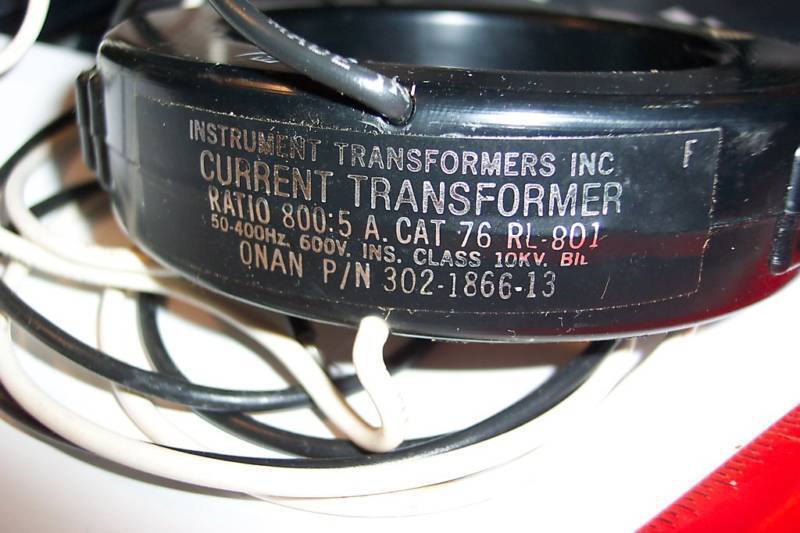 INSTRUMENT TRANSFORMERS INC
F
CURRENT TRANSFORMER
RATIO 800:5 A. CAT 76 RL-801
50-400HZ. 600V. INS. CLASS 10KV. BIL
ONAN P/N 302-1866-13